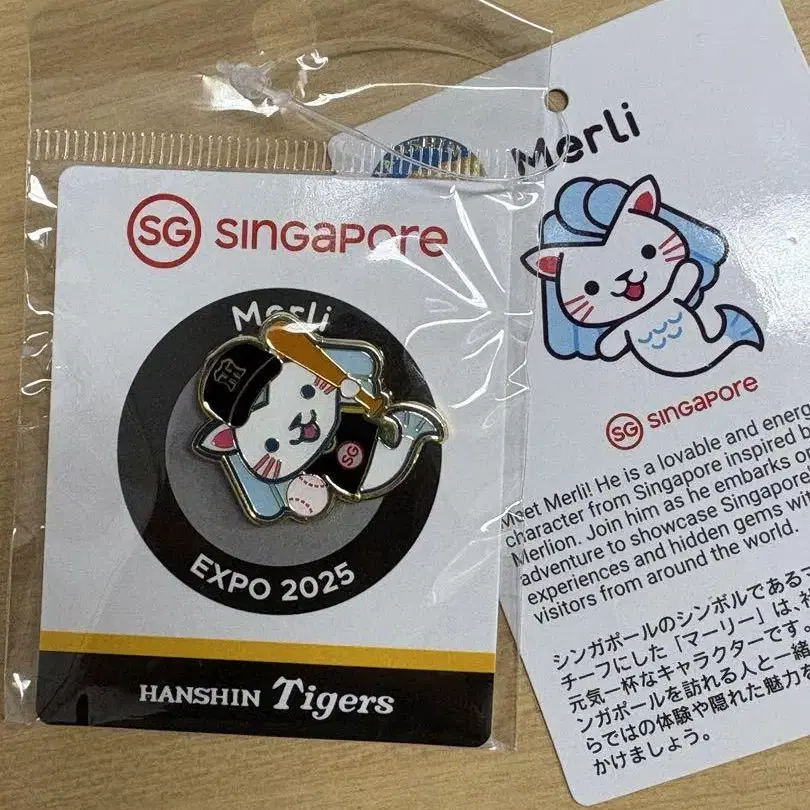 SG SINGAPORE
Merli
SG
EXPO 2025
HANSHIN Tigers
Merli
SG SINGAPORE
Meet Merli! He is a lovable and
character from Singapore inspired
Merlion. Join him as he embarks
adventure to showcase Singapore
experiences and hidden gems
visitors from around the world.
シンガポールのシンボルである
チーフにした「マーリー」は、
元気一杯なキャラクターです。
ンガポールを訪れる人と一緒
らではの体験や隠れた魅力を
かけましょう。